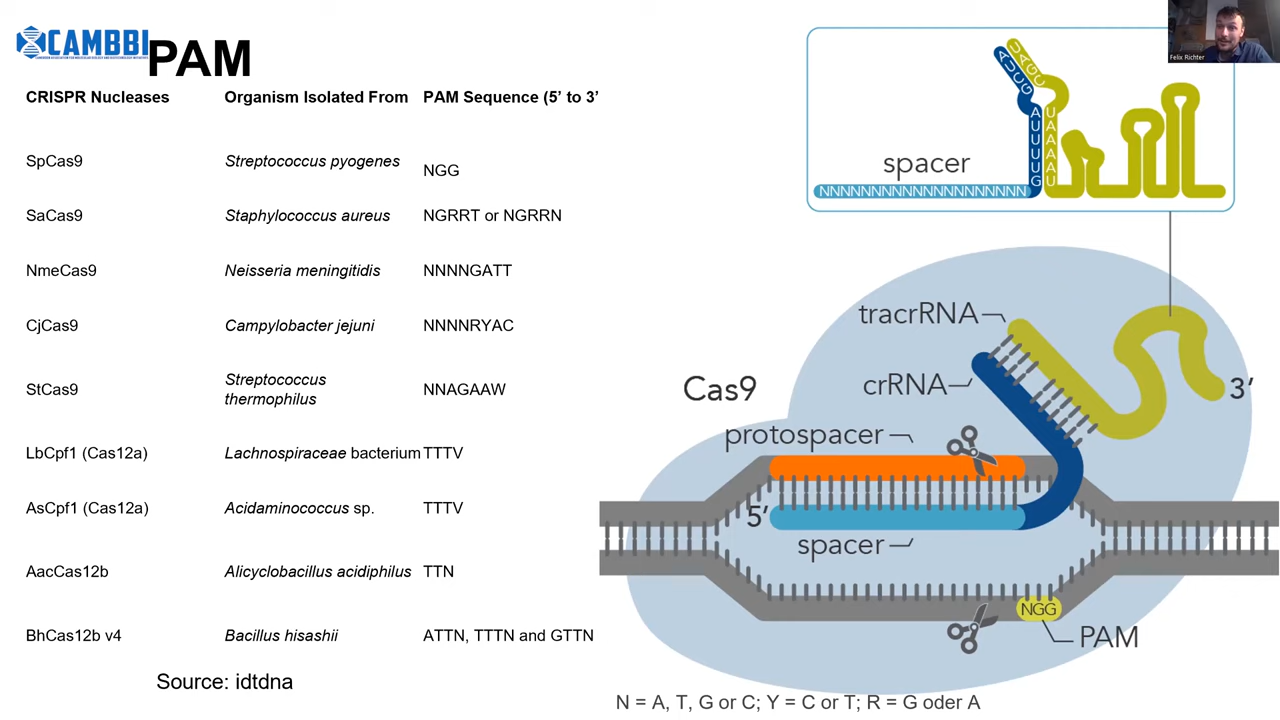 CAMBBI
PAM
Felix Richter
CRISPR Nucleases Organism Isolated From PAM Sequence (5’ to 3’
SpCas9 Streptococcus pyogenes NGG
SaCas9 Staphylococcus aureus NGRRT or NGRRN
NmeCas9 Neisseria meningitidis NNNNGATT
CjCas9 Campylobacter jejuni NNNNRYAC
StCas9 Streptococcus
thermophilus NNAGAAW
LbCpf1 (Cas12a) Lachnospiraceae bacterium TTTV
AsCpf1 (Cas12a) Acidaminococcus sp. TTTV
AacCas12b Alicyclobacillus acidiphilus TTN
BhCas12b v4 Bacillus hisashii ATTN, TTTN and GTTN
Source: idtdna
spacer
NNNNNNNNNNNNNNNNNNNN
AUUUUG
UAAAAU
tracrRNA
crRNA
3’
Cas9
protospacer
5’
spacer
NGG
PAM
N = A, T, G or C; Y = C or T; R = G oder A